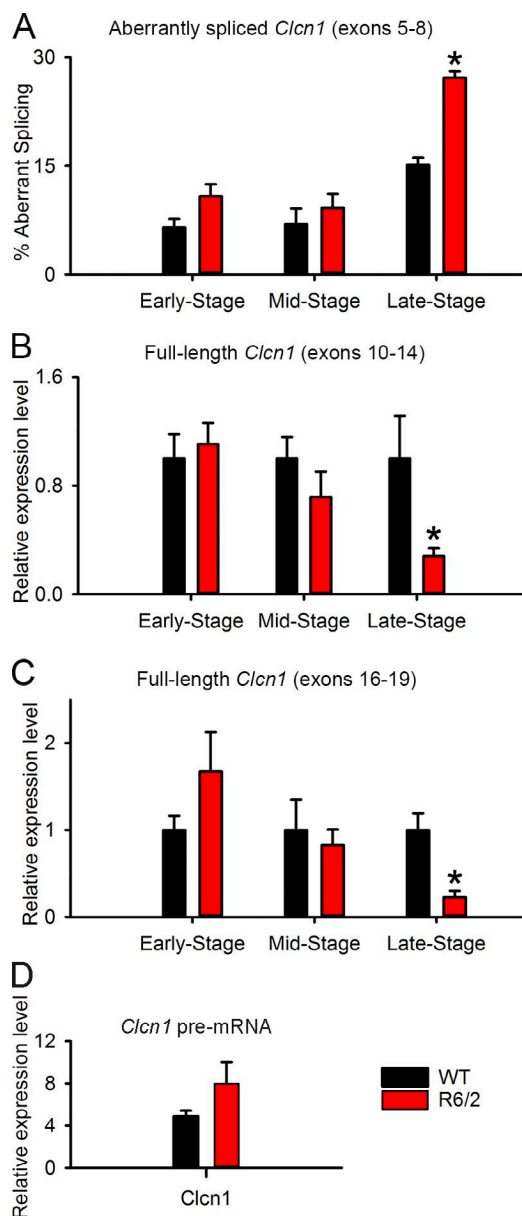 A
Aberrantly spliced Clcn1 (exons 5-8)
% Aberrant Splicing
30
15
0
*
Early-Stage Mid-Stage Late-Stage
B
Full-length Clcn1 (exons 10-14)
Relative expression level
1.6
0.8
0.0
*
Early-Stage Mid-Stage Late-Stage
C
Full-length Clcn1 (exons 16-19)
Relative expression level
2
1
0
*
Early-Stage Mid-Stage Late-Stage
D
Clcn1 pre-mRNA
Relative expression level
12
8
4
0
Clcn1
WT
R6/2